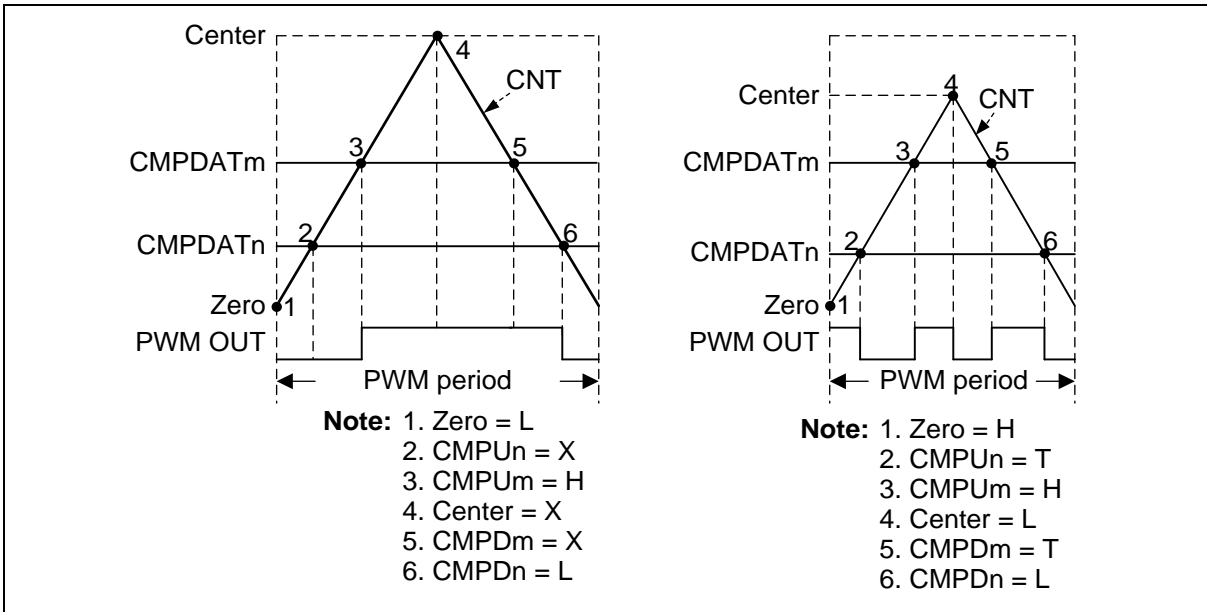 Center
4
CNT
3
CMPDATm
5
2
CMPDATn
6
Zero
1
PWM OUT
PWM period
Note: 1. Zero = L
2. CMPUn = X
3. CMPUm = H
4. Center = X
5. CMPDm = X
6. CMPDn = L
4
Center
CNT
3
CMPDATm
5
2
CMPDATn
6
Zero
1
PWM OUT
PWM period
Note: 1. Zero = H
2. CMPUn = T
3. CMPUm = H
4. Center = L
5. CMPDm = T
6. CMPDn = L